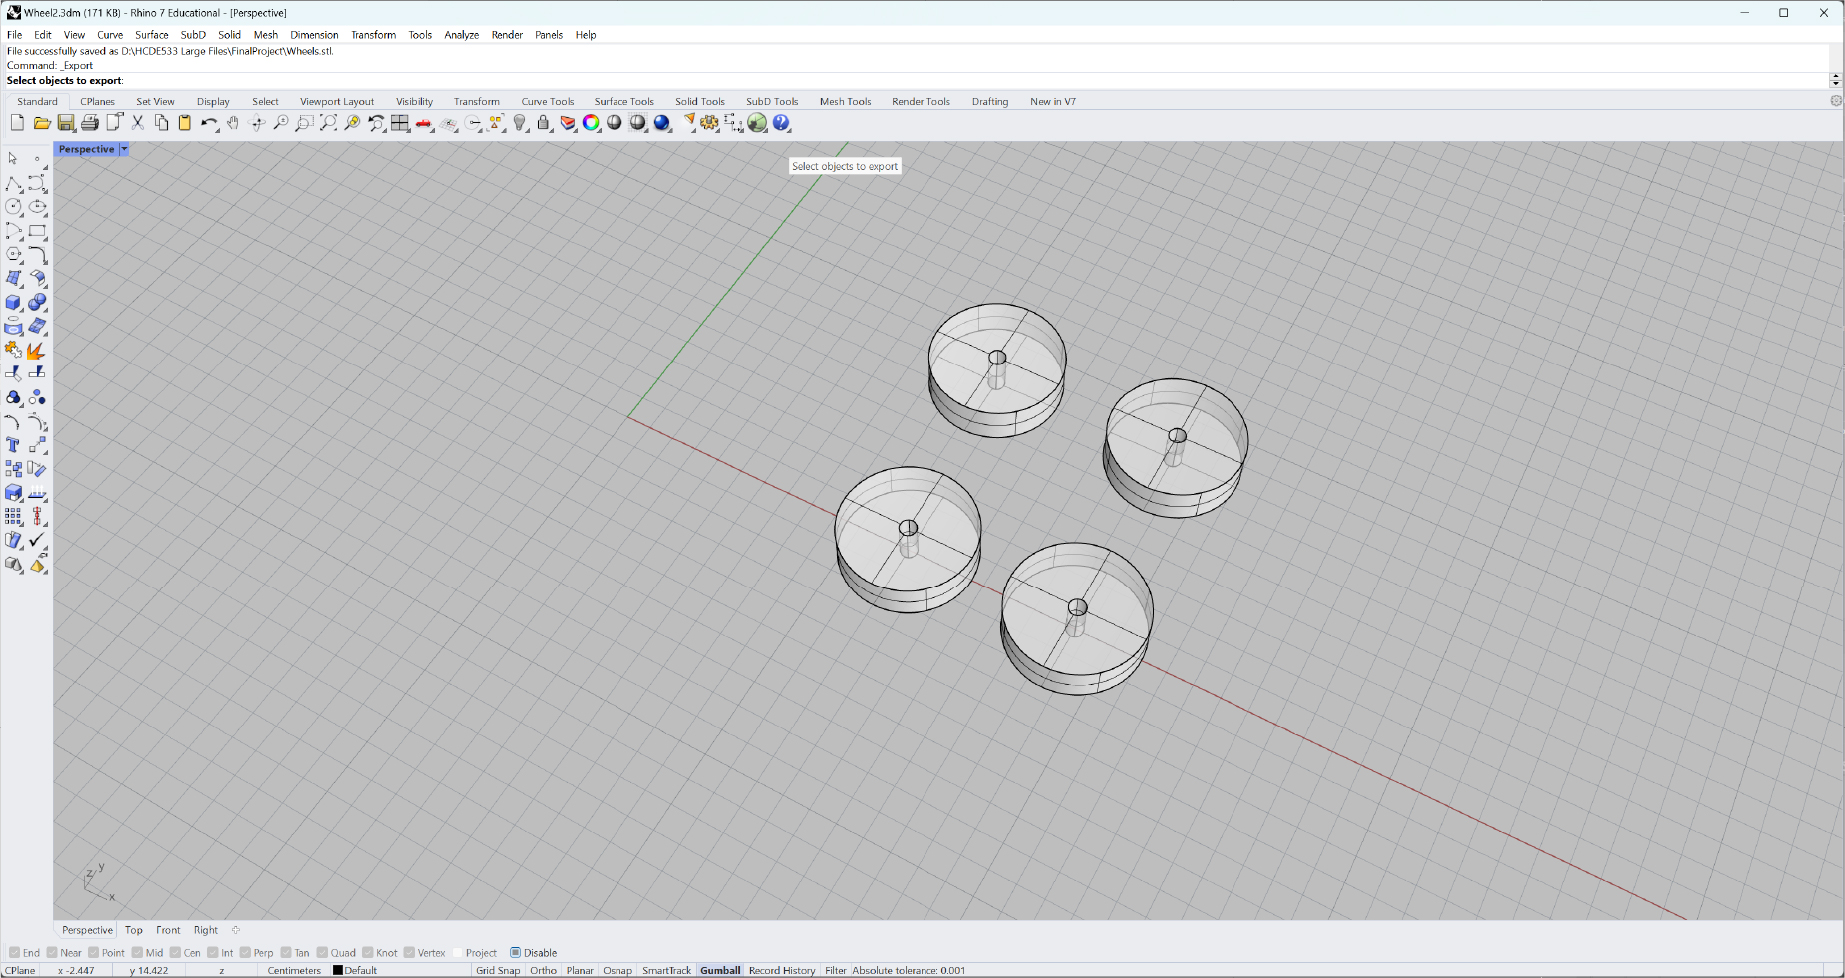 Wheel2.3dm (171 KB) - Rhino 7 Educational - [Perspective]
File Edit View Curve Surface SubD Solid Mesh Dimension Transform Tools Analyze Render Panels Help
File successfully saved as D:\HCDE533 Large Files\FinalProject\Wheels.stl.
Command: _Export
Select objects to export:
Standard CPlanes Set View Display Select Viewport Layout Visibility Transform Curve Tools Surface Tools Solid Tools SubD Tools Mesh Tools Render Tools Drafting New in V7
Perspective
Select objects to export
z y
x
Perspective Top Front Right
End Near Point Mid Cen Int Perp Tan Quad Knot Vertex Project Disable
CPlane x -2.447 y 14.422 z Centimeters Default Grid Snap Ortho Planar Osnap SmartTrack Gumball Record History Filter Absolute tolerance: 0.001